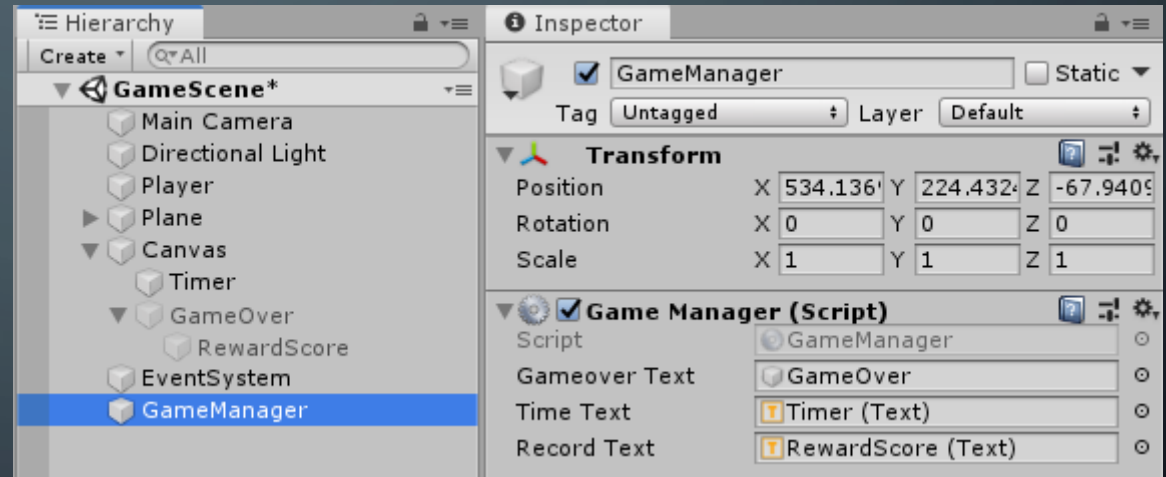 Hierarchy
Create
All
GameScene*
Main Camera
Directional Light
Player
Plane
Canvas
Timer
GameOver
RewardScore
EventSystem
GameManager
Inspector
GameManager Static
Tag Untagged Layer Default
Transform
Position X 534.136 Y 224.432 Z -67.9409
Rotation X 0 Y 0 Z 0
Scale X 1 Y 1 Z 1
Game Manager (Script)
Script GameManager
Gameover Text GameOver
Time Text Timer (Text)
Record Text RewardScore (Text)